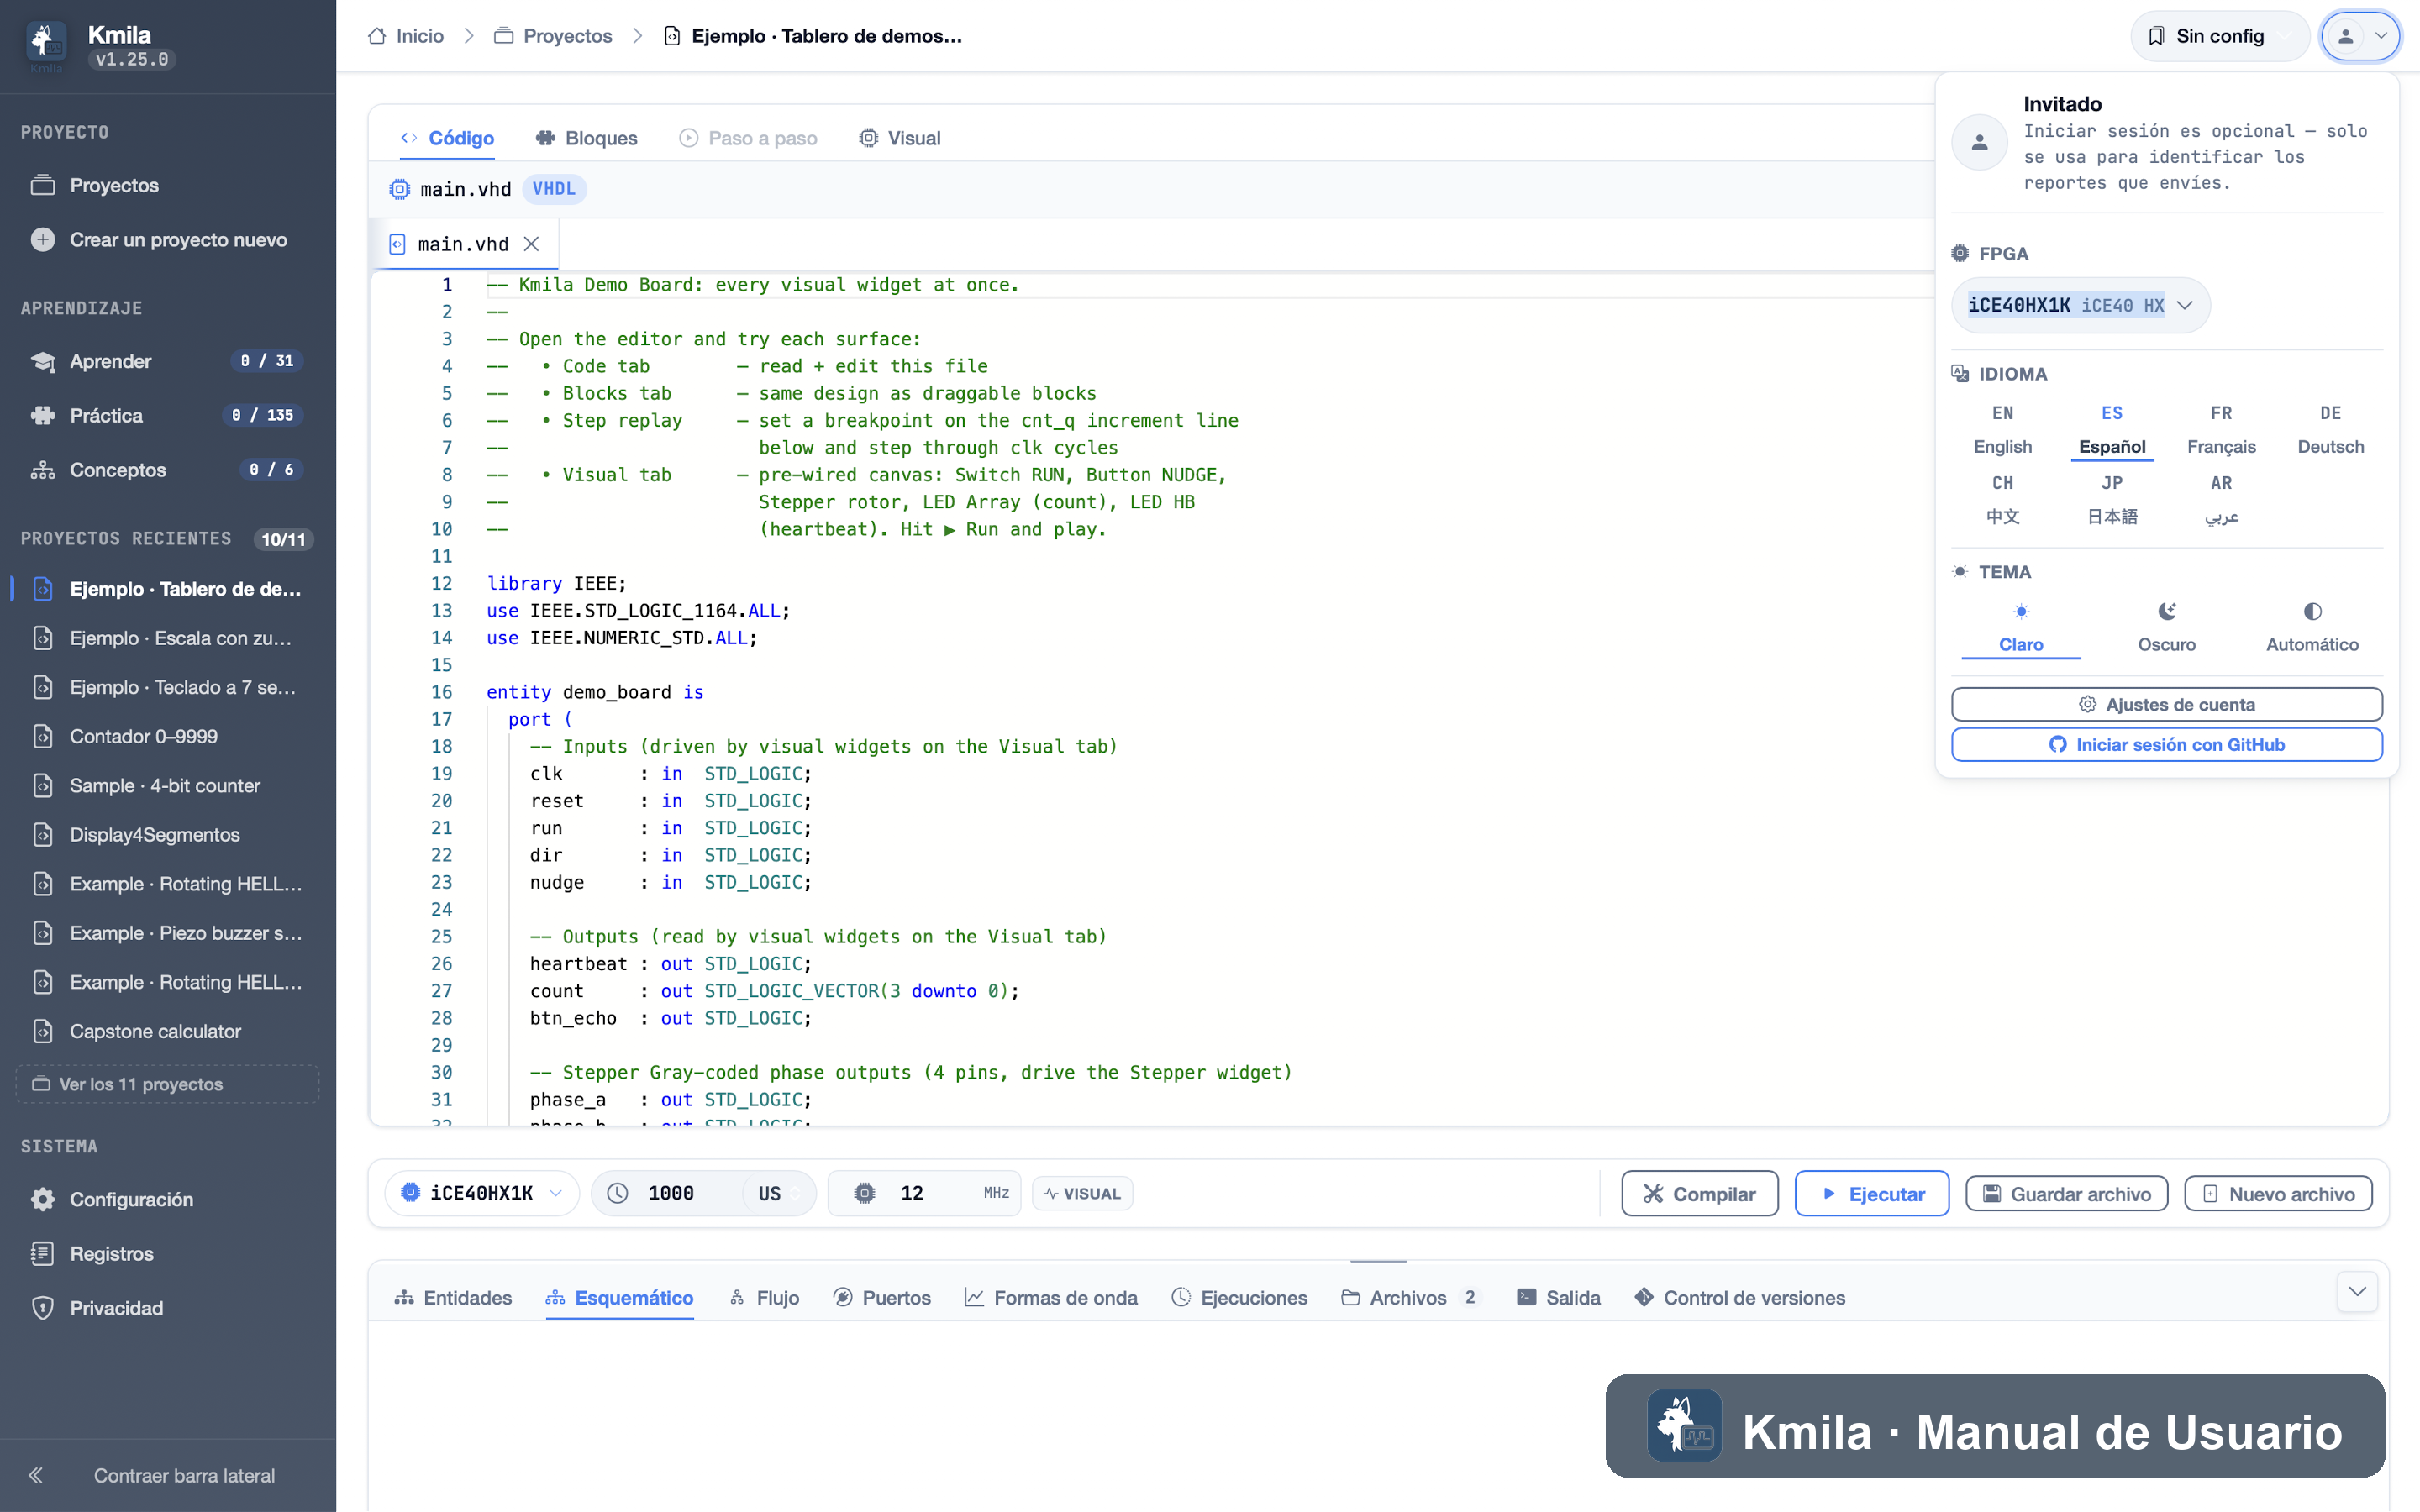 Kmila
v1.25.0
Kmila
PROYECTO
Proyectos
Crear un proyecto nuevo
APRENDIZAJE
Aprender 0 / 31
Práctica 0 / 135
Conceptos 0 / 6
PROYECTOS RECIENTES 10/11
Ejemplo · Tablero de de...
Ejemplo · Escala con zu...
Ejemplo · Teclado a 7 se...
Contador 0–9999
Sample · 4-bit counter
Display4Segmentos
Example · Rotating HELL...
Example · Piezo buzzer s...
Example · Rotating HELL...
Capstone calculator
Ver los 11 proyectos
SISTEMA
Configuración
Registros
Privacidad
Contraer barra lateral
Inicio > Proyectos > Ejemplo · Tablero de demos...
Sin config
Código Bloques Paso a paso Visual
main.vhd VHDL
main.vhd
1 -- Kmila Demo Board: every visual widget at once.
2 --
3 -- Open the editor and try each surface:
4 -- • Code tab — read + edit this file
5 -- • Blocks tab — same design as draggable blocks
6 -- • Step replay — set a breakpoint on the cnt_q increment line
7 -- below and step through clk cycles
8 -- • Visual tab — pre-wired canvas: Switch RUN, Button NUDGE,
9 -- Stepper rotor, LED Array (count), LED HB
10 -- (heartbeat). Hit ▶ Run and play.
11
12 library IEEE;
13 use IEEE.STD_LOGIC_1164.ALL;
14 use IEEE.NUMERIC_STD.ALL;
15
16 entity demo_board is
17 port (
18 -- Inputs (driven by visual widgets on the Visual tab)
19 clk : in STD_LOGIC;
20 reset : in STD_LOGIC;
21 run : in STD_LOGIC;
22 dir : in STD_LOGIC;
23 nudge : in STD_LOGIC;
24
25 -- Outputs (read by visual widgets on the Visual tab)
26 heartbeat : out STD_LOGIC;
27 count : out STD_LOGIC_VECTOR(3 downto 0);
28 btn_echo : out STD_LOGIC;
29
30 -- Stepper Gray-coded phase outputs (4 pins, drive the Stepper widget)
31 phase_a : out STD_LOGIC;
32 phase_b : out STD_LOGIC;
Invitado
Iniciar sesión es opcional — solo
se usa para identificar los
reportes que envíes.
FPGA
iCE40HX1K iCE40 HX
IDIOMA
EN ES FR DE
English Español Français Deutsch
CH JP AR
中文 日本語 عربي
TEMA
Claro Oscuro Automático
Ajustes de cuenta
Iniciar sesión con GitHub
iCE40HX1K 1000 US 12 MHz VISUAL
Compilar Ejecutar Guardar archivo Nuevo archivo
Entidades Esquemático Flujo Puertos Formas de onda Ejecuciones Archivos 2 Salida Control de versiones
Kmila · Manual de Usuario